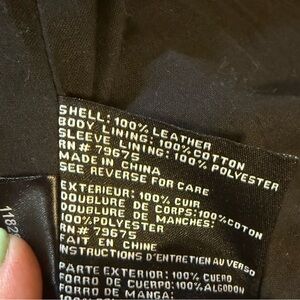 SHELL: 100% LEATHER
BODY LINING: 100% COTTON
SLEEVE LINING: 100% POLYESTER
RN# 79675
MADE IN CHINA
SEE REVERSE FOR CARE
EXTERIEUR: 100% CUIR
DOUBLURE DE CORPS: 100% COTON
DOUBLURE DE MANCHES:
100% POLYESTER
RN# 79675
FAIT EN CHINE
INSTRUCTIONS D'ENTRETIEN AU VERSO
PARTE EXTERIOR: 100% CUERO
FORRO DE CUERPO: 100% ALGODON
FORRO DE MANGA: